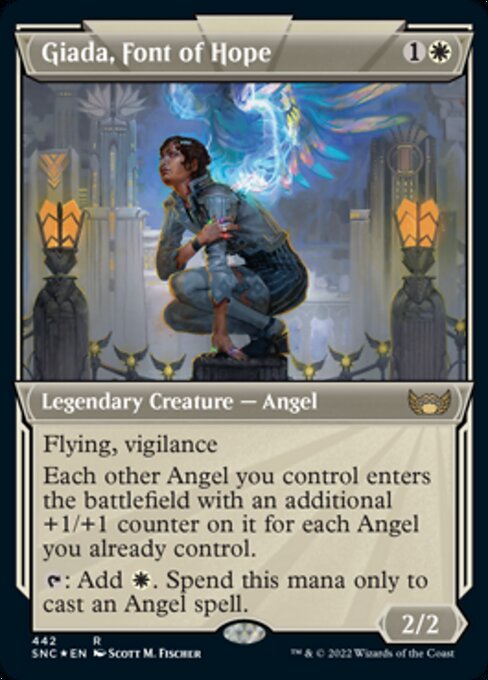 Giada, Font of Hope 1
Legendary Creature — Angel
Flying, vigilance
Each other Angel you control enters
the battlefield with an additional
+1/+1 counter on it for each Angel
you already control.
: Add . Spend this mana only to
cast an Angel spell.
2/2
442 R
SNC ★ EN Scott M. Fischer
™ & © 2022 Wizards of the Coast